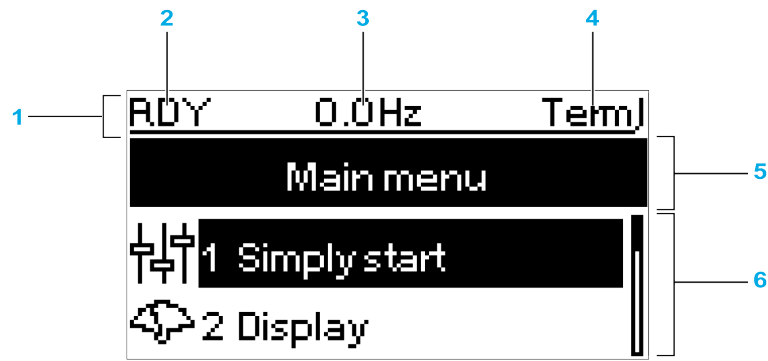 2 3 4
1 RDY 0.0Hz Term
Main menu 5
1 Simply start
6
2 Display